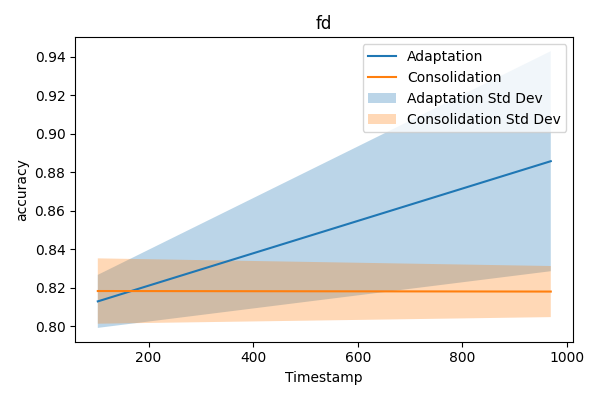 fd
0.94
0.92
0.90
0.88
0.86
0.84
0.82
0.80
accuracy
Adaptation
Consolidation
Adaptation Std Dev
Consolidation Std Dev
200
400
600
800
1000
Timestamp